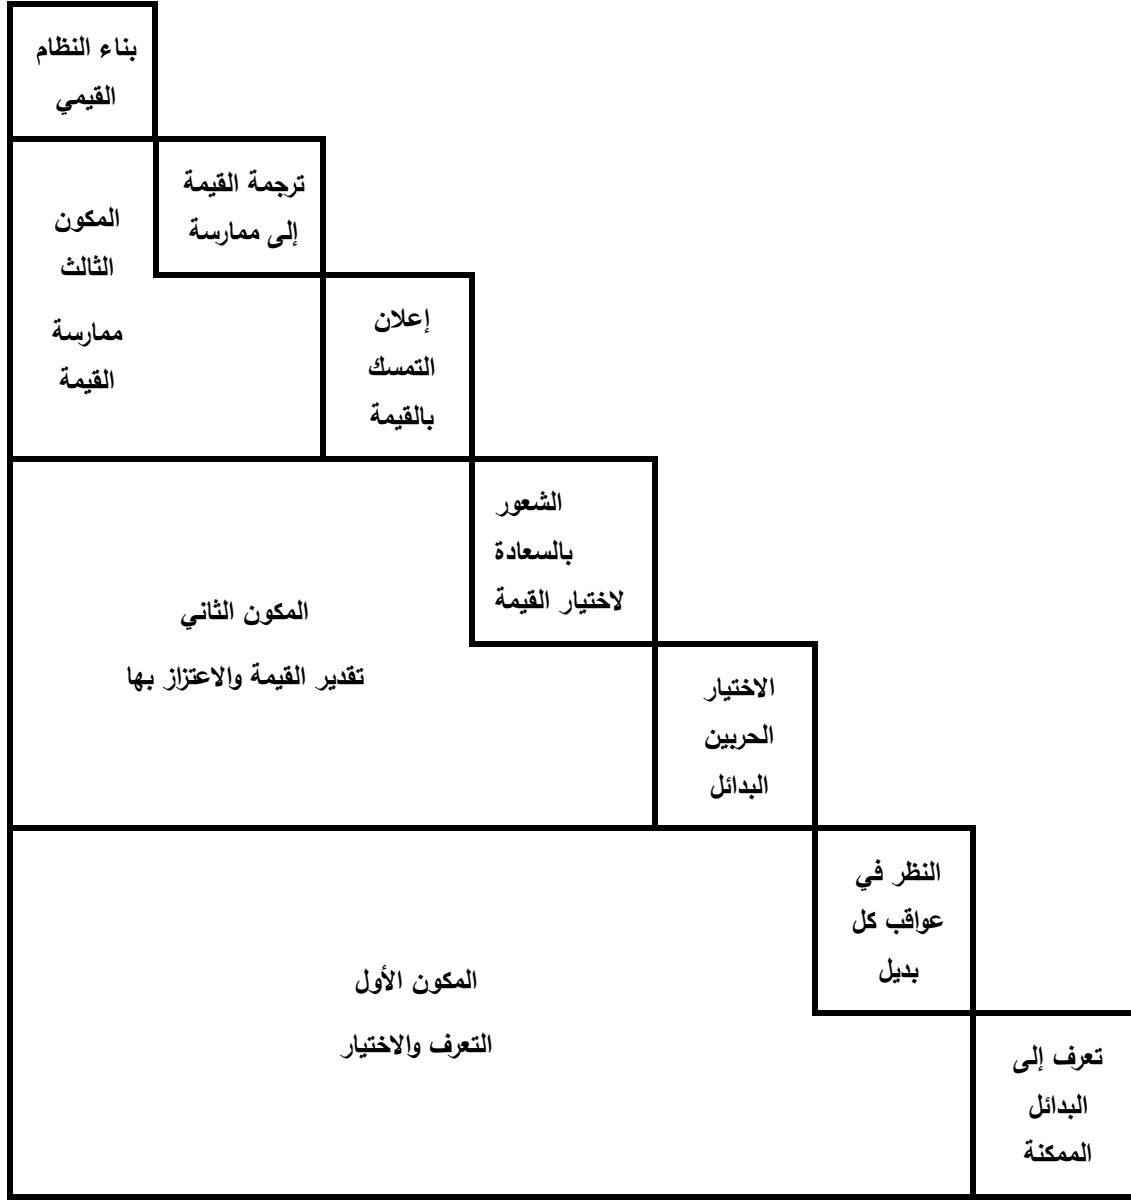 بناء النظام
القيمي
ترجمة القيمة
إلى ممارسة
المكون
الثالث
ممارسة
القيمة
إعلان
التمسك
بالقيمة
الشعور
بالسعادة
لاختيار القيمة
المكون الثاني
تقدير القيمة والاعتزاز بها
الاختيار
الحربين
البدائل
النظر في
عواقب كل
بديل
المكون الأول
التعرف والاختيار
تعرف إلى
البدائل
الممكنة